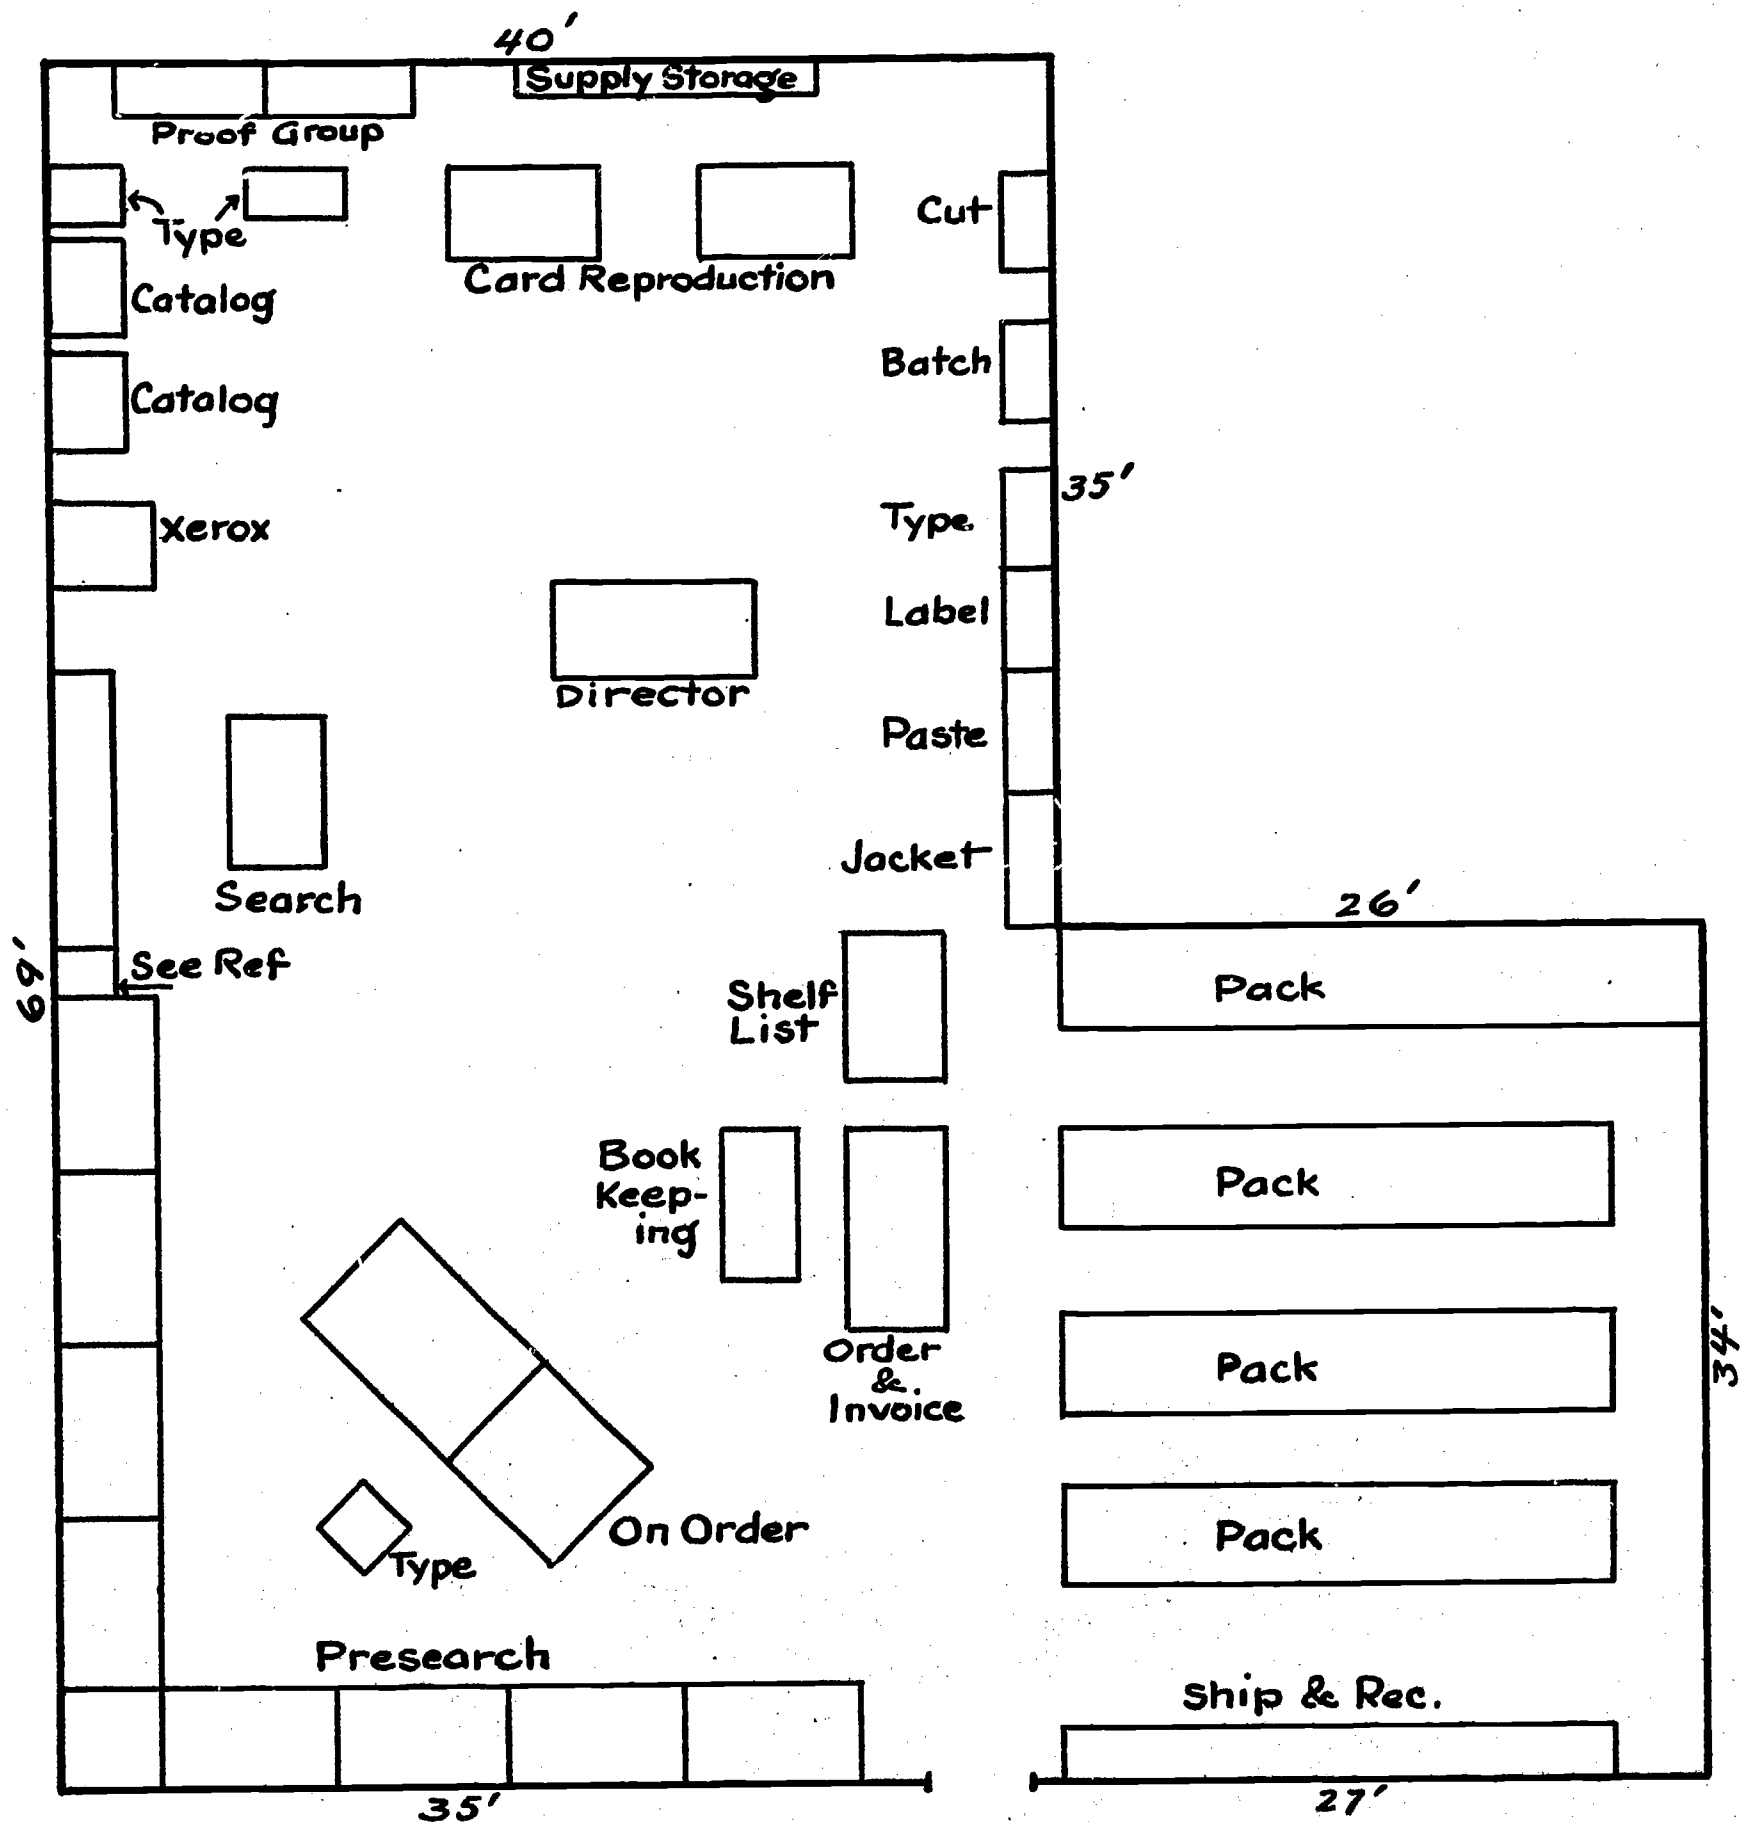 40'
Supply Storage
Proof Group
Type
Cut
Card Reproduction
Catalog
Batch
Catalog
35'
Type
Xerox
Label
Director
Paste
Jacket
Search
26'
69'
See Ref
Pack
Shelf
List
Book
Keep-
ing
Pack
Order
&
Invoice
Pack
34'
On Order
Pack
Type
Presearch
Ship & Rec.
35'
27'